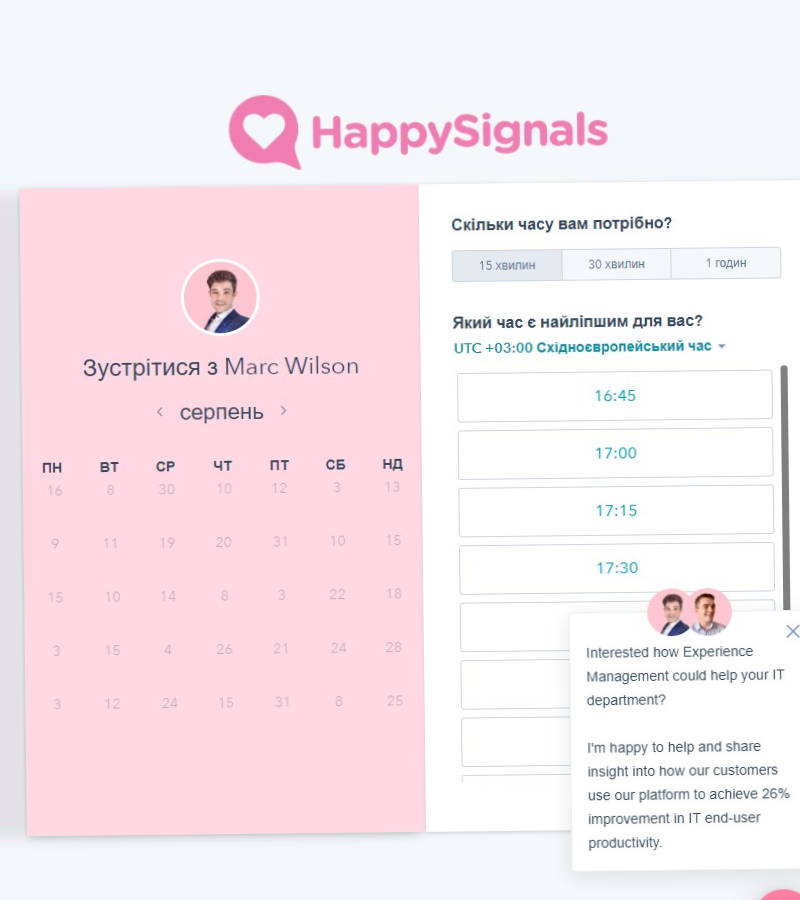 HappySignals
Зустрітися з Marc Wilson
серпень
ПН ВТ СР ЧТ ПТ СБ НД
16 8 30 10 12 3 13
9 11 19 20 31 10 15
15 10 14 8 3 22 18
3 15 4 26 21 24 28
3 12 24 15 31 8 25
Скільки часу вам потрібно?
15 хвилин 30 хвилин 1 годин
Який час є найліпшим для вас?
UTC +03:00 Східноєвропейський час
16:45
17:00
17:15
17:30
Interested how Experience
Management could help your IT
department?
I'm happy to help and share
insight into how our customers
use our platform to achieve 26%
improvement in IT end-user
productivity.